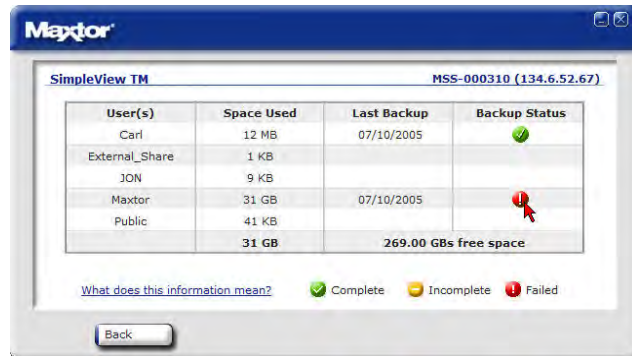 Maxtor
SimpleView TM MSS-000310 (134.6.52.67)
User(s) Space Used Last Backup Backup Status
Carl 12 MB 07/10/2005
External_Share 1 KB
JON 9 KB
Maxtor 31 GB 07/10/2005
Public 41 KB
31 GB 269.00 GBs free space
What does this information mean? Complete Incomplete Failed
Back